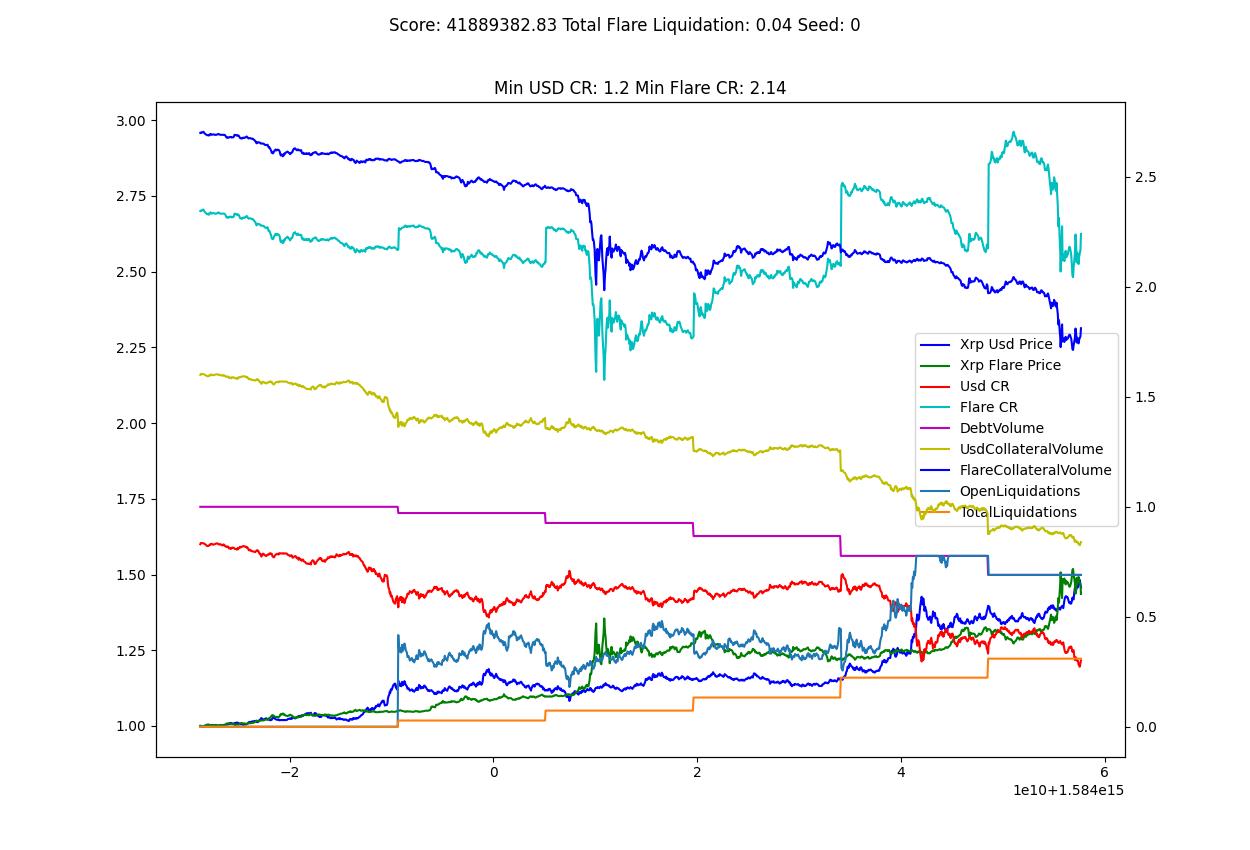 Score: 41889382.83 Total Flare Liquidation: 0.04 Seed: 0
Min USD CR: 1.2 Min Flare CR: 2.14
3.00
2.75
2.50
2.25
2.00
1.75
1.50
1.25
1.00
2.5
2.0
1.5
1.0
0.5
0.0
Xrp Usd Price
Xrp Flare Price
Usd CR
Flare CR
DebtVolume
UsdCollateralVolume
FlareCollateralVolume
OpenLiquidations
TotalLiquidations
−2
0
2
4
6
1e10+1.584e15